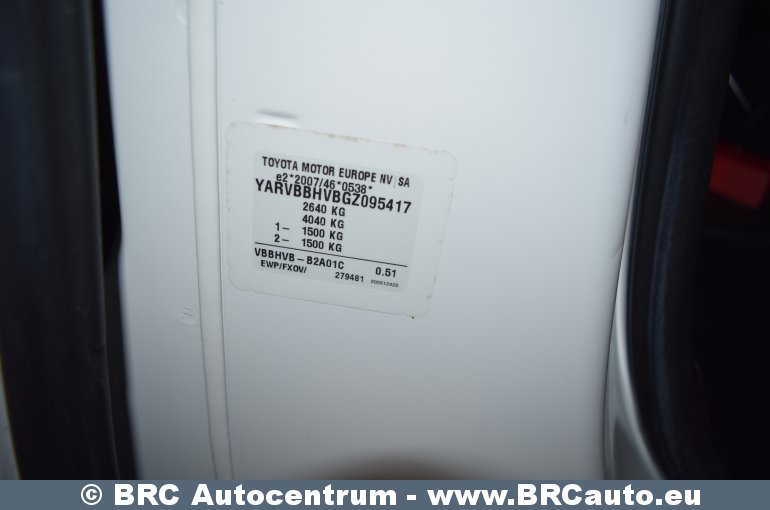 TOYOTA MOTOR EUROPE NV/SA
e2*2007/46*0538*
YARVBBHVBGZ095417
2640 KG
4040 KG
1- 1500 KG
2- 1500 KG
VBBHVB-B2A01C 0.51
EWP/FXOV/ 279481 200512425
© BRC Autocentrum - www.BRCauto.eu